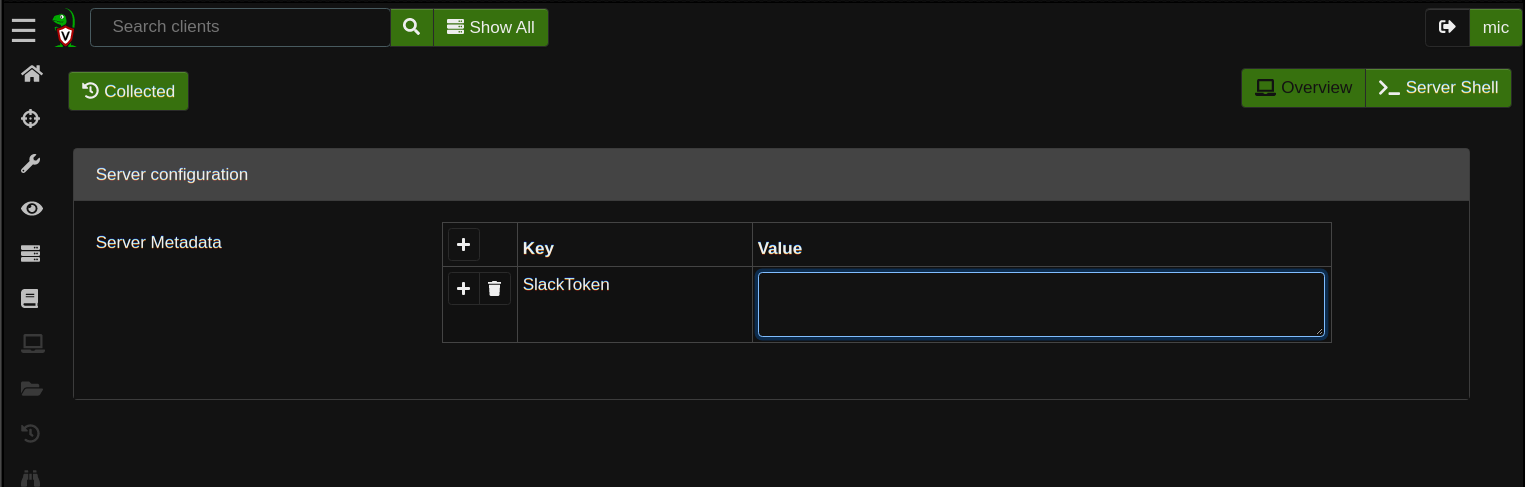 Search clients
Show All
mic
Collected
Overview
Server Shell
Server configuration
Server Metadata
Key
Value
SlackToken
V